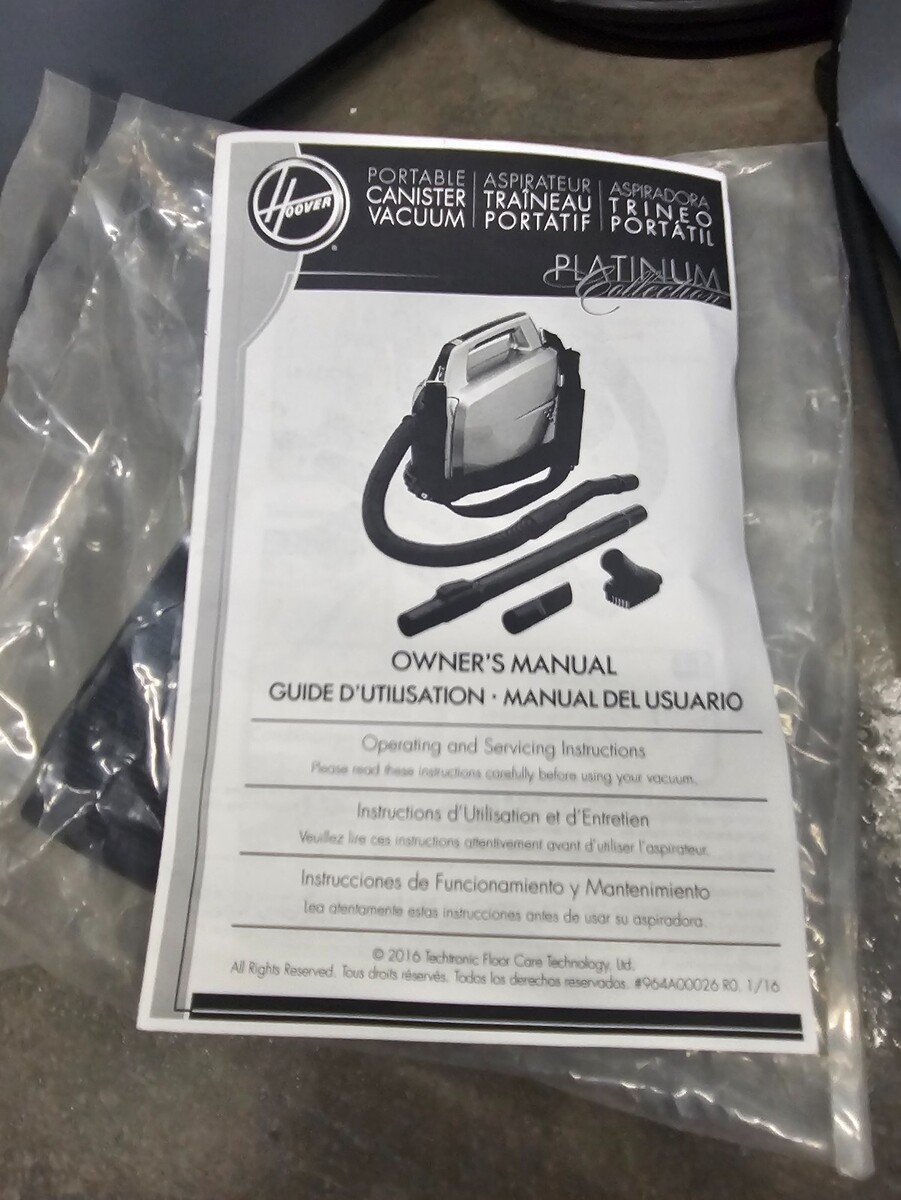 HOOVER
PORTABLE
CANISTER
VACUUM
ASPIRATEUR
TRAÎNEAU
PORTATIF
ASPIRADORA
TRINEO
PORTÁTIL
PLATINUM
Collection
OWNER'S MANUAL
GUIDE D'UTILISATION · MANUAL DEL USUARIO
Operating and Servicing Instructions
Please read these instructions carefully before using your vacuum.
Instructions d'Utilisation et d'Entretien
Veuillez lire ces instructions attentivement avant d'utiliser l'aspirateur.
Instrucciones de Funcionamiento y Mantenimiento
Lea atentamente estas instrucciones antes de usar su aspiradora.
© 2016 Techtronic Floor Care Technology, Ltd.
All Rights Reserved. Tous droits réservés. Todos los derechos reservados. #964A00026 R0. 1/16